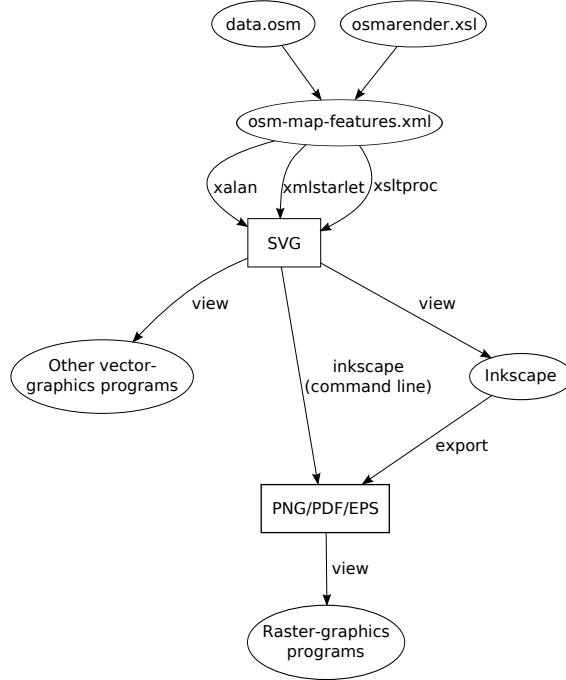 data.osm
osmarender.xsl
osm-map-features.xml
xalan
xmlstarlet
xsltproc
SVG
view
view
Other vector-
graphics programs
inkscape
(command line)
Inkscape
export
PNG/PDF/EPS
view
Raster-graphics
programs